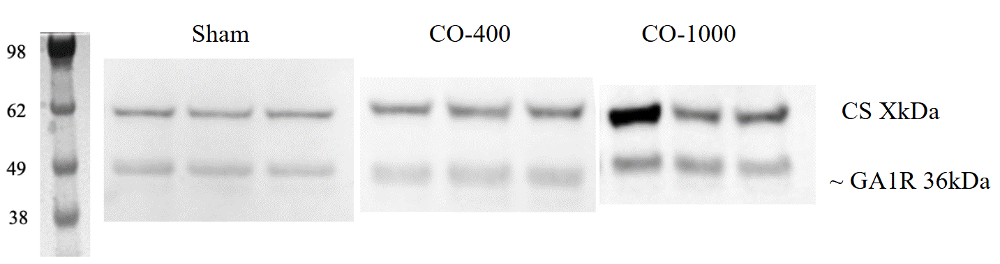 Sham CO-400 CO-1000
98
62
CS XkDa
49
~ GA1R 36kDa
38